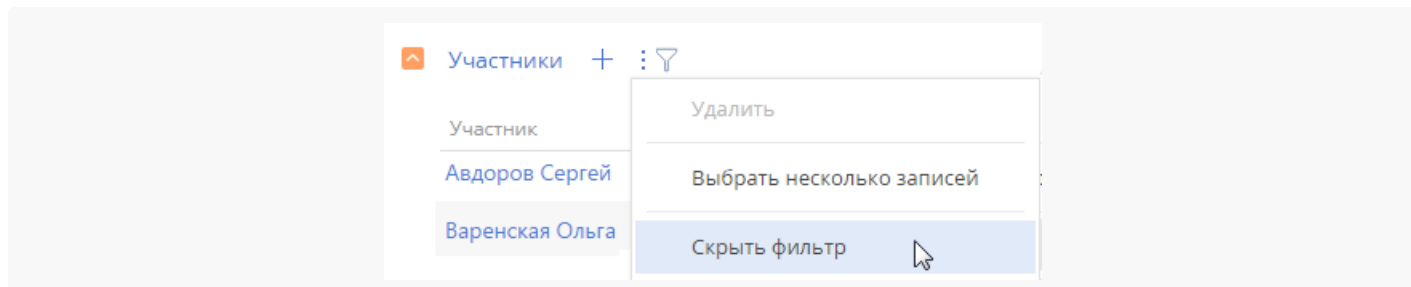 Участники
Удалить
Участник
Авдоров Сергей
Выбрать несколько записей
Варенская Ольга
Скрыть фильтр